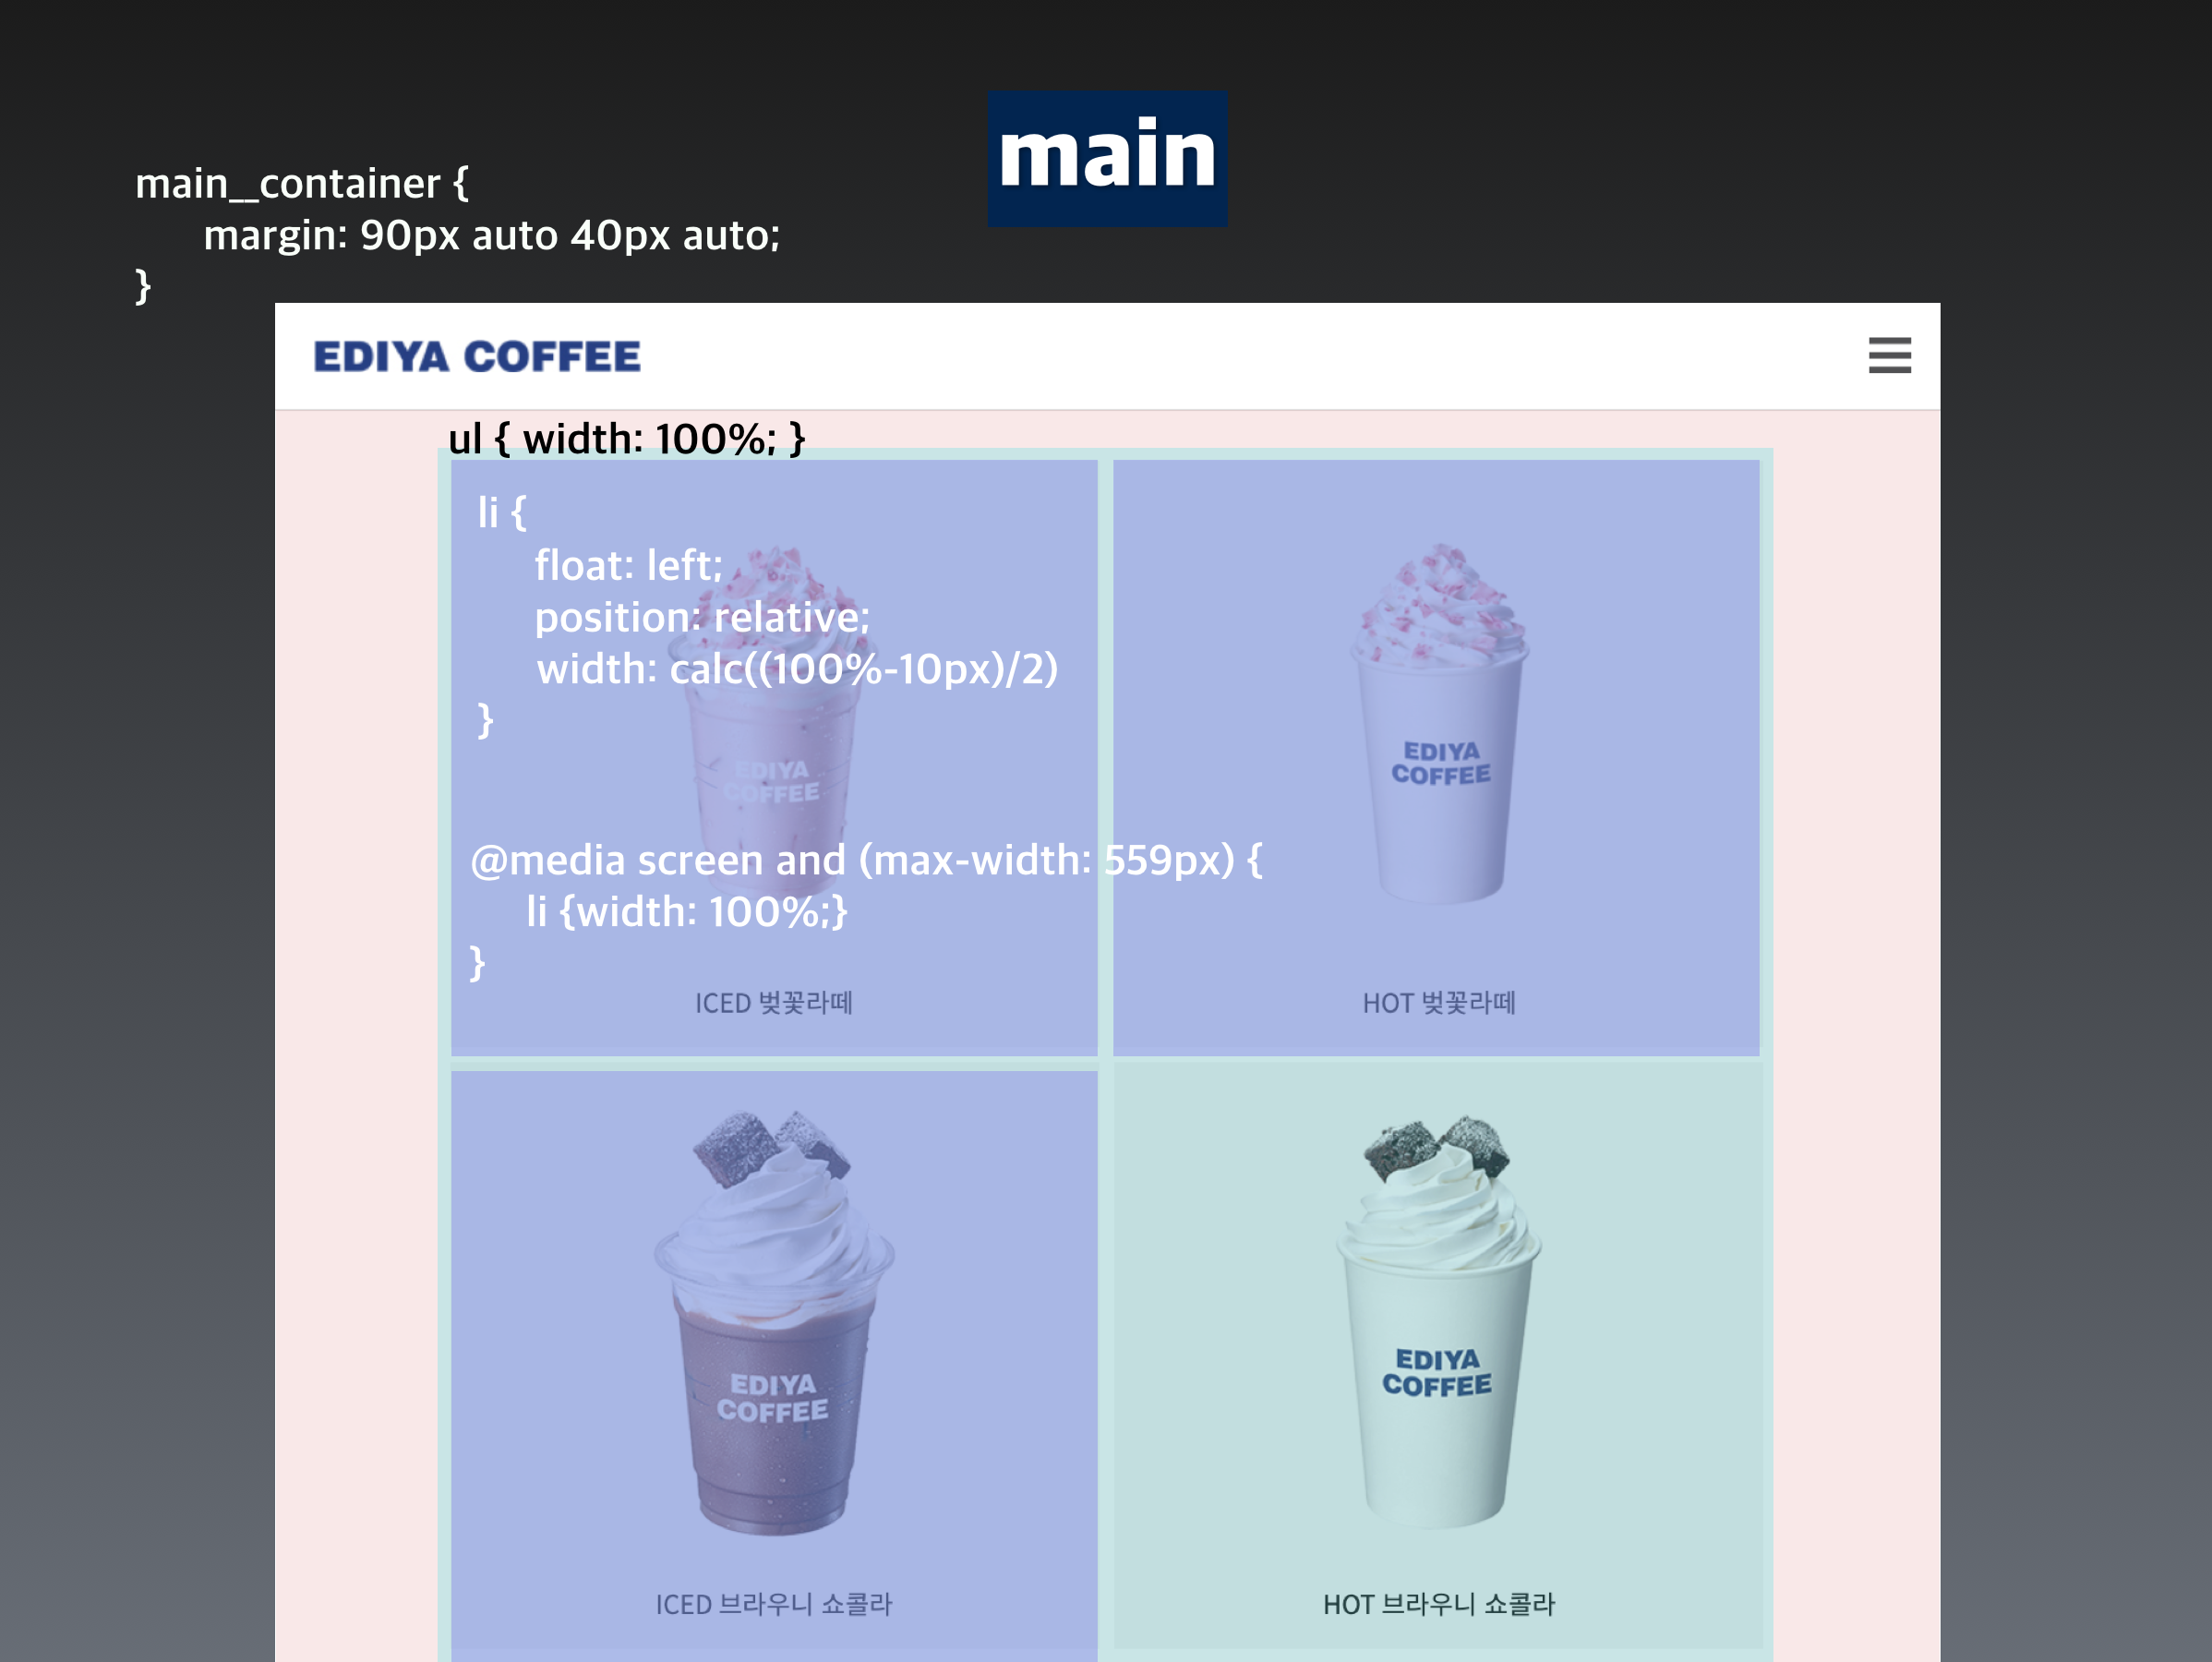 main
main__container {
margin: 90px auto 40px auto;
}
EDIYA COFFEE
ul { width: 100%; }
li {
float: left;
position: relative;
width: calc((100%-10px)/2)
}
EDIYA
COFFEE
EDIYA
COFFEE
@media screen and (max-width: 559px) {
li {width: 100%;}
}
ICED 벚꽃라떼
HOT 벚꽃라떼
EDIYA
COFFEE
EDIYA
COFFEE
ICED 브라우니 쇼콜라
HOT 브라우니 쇼콜라